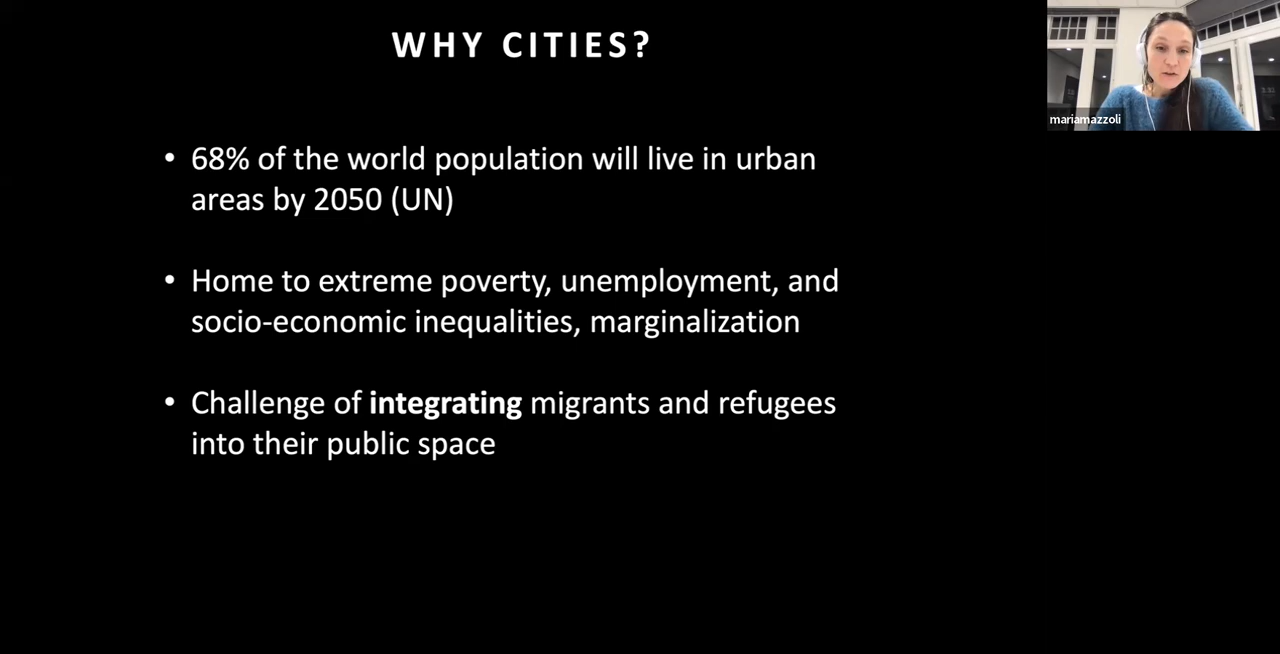 WHY CITIES?
mariamazzoli
• 68% of the world population will live in urban
areas by 2050 (UN)
• Home to extreme poverty, unemployment, and
socio-economic inequalities, marginalization
• Challenge of integrating migrants and refugees
into their public space